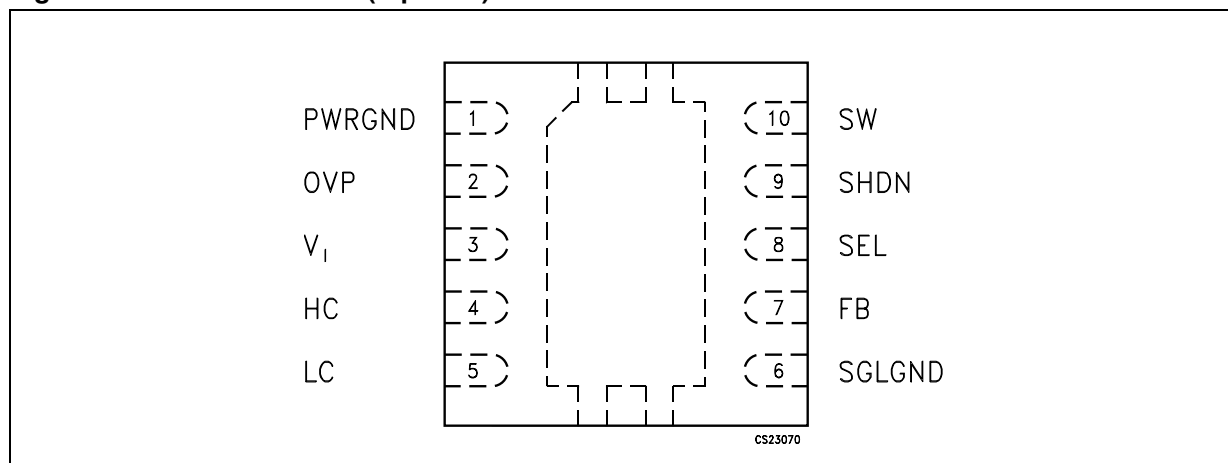 PWRGND 1 10 SW
OVP 2 9 SHDN
VI 3 8 SEL
HC 4 7 FB
LC 5 6 SGLGND
CS23070